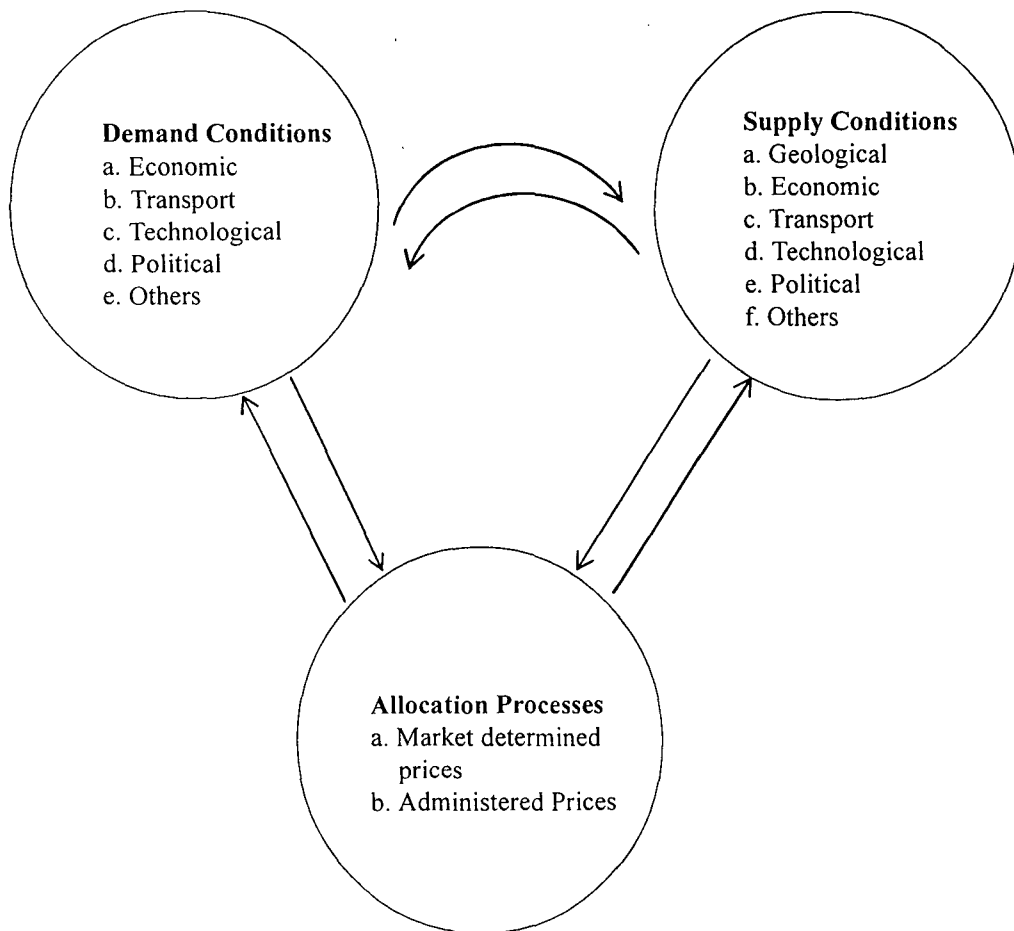 Demand Conditions
a. Economic
b. Transport
c. Technological
d. Political
e. Others
Supply Conditions
a. Geological
b. Economic
c. Transport
d. Technological
e. Political
f. Others
Allocation Processes
a. Market determined
prices
b. Administered Prices